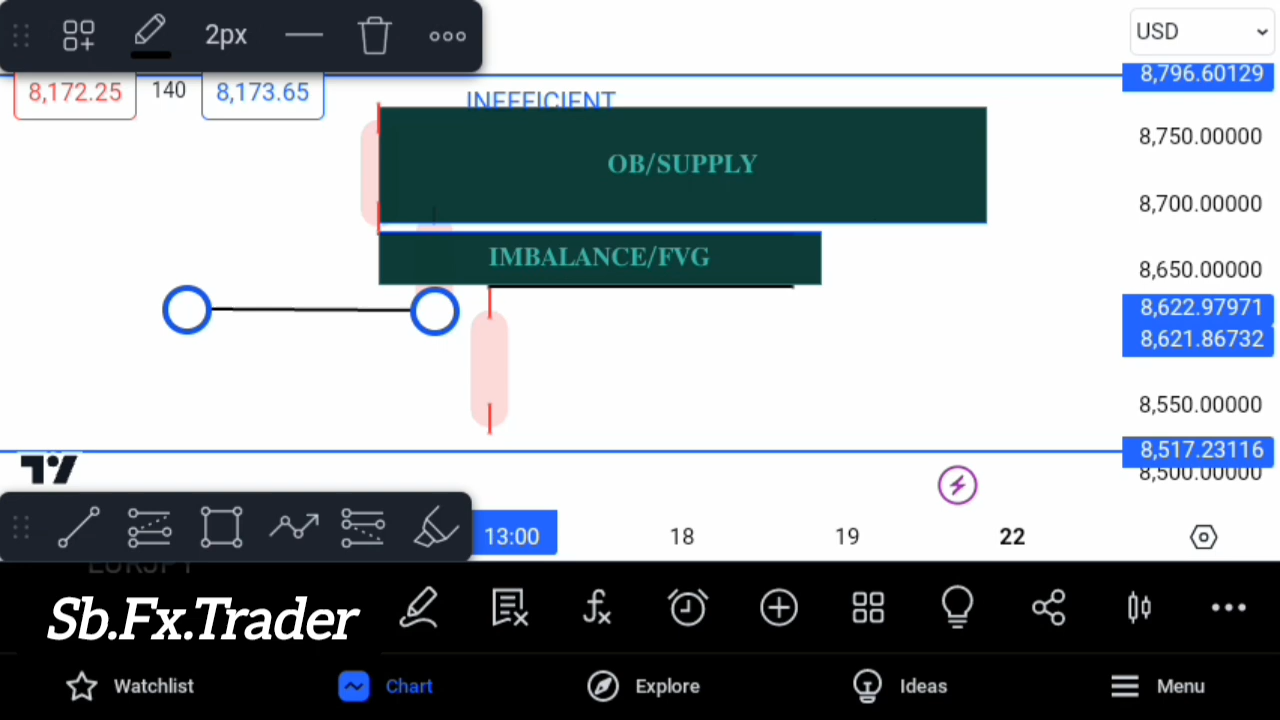 2px
USD
8,796.60129
8,172.25
140
8,173.65
INEFFICIENT
8,750.00000
OB/SUPPLY
8,700.00000
IMBALANCE/FVG
8,650.00000
8,622.97971
8,621.86732
8,550.00000
8,517.23116
8,500.00000
13:00
18
19
22
EURJPY
Sb.Fx.Trader
Watchlist
Chart
Explore
Ideas
Menu